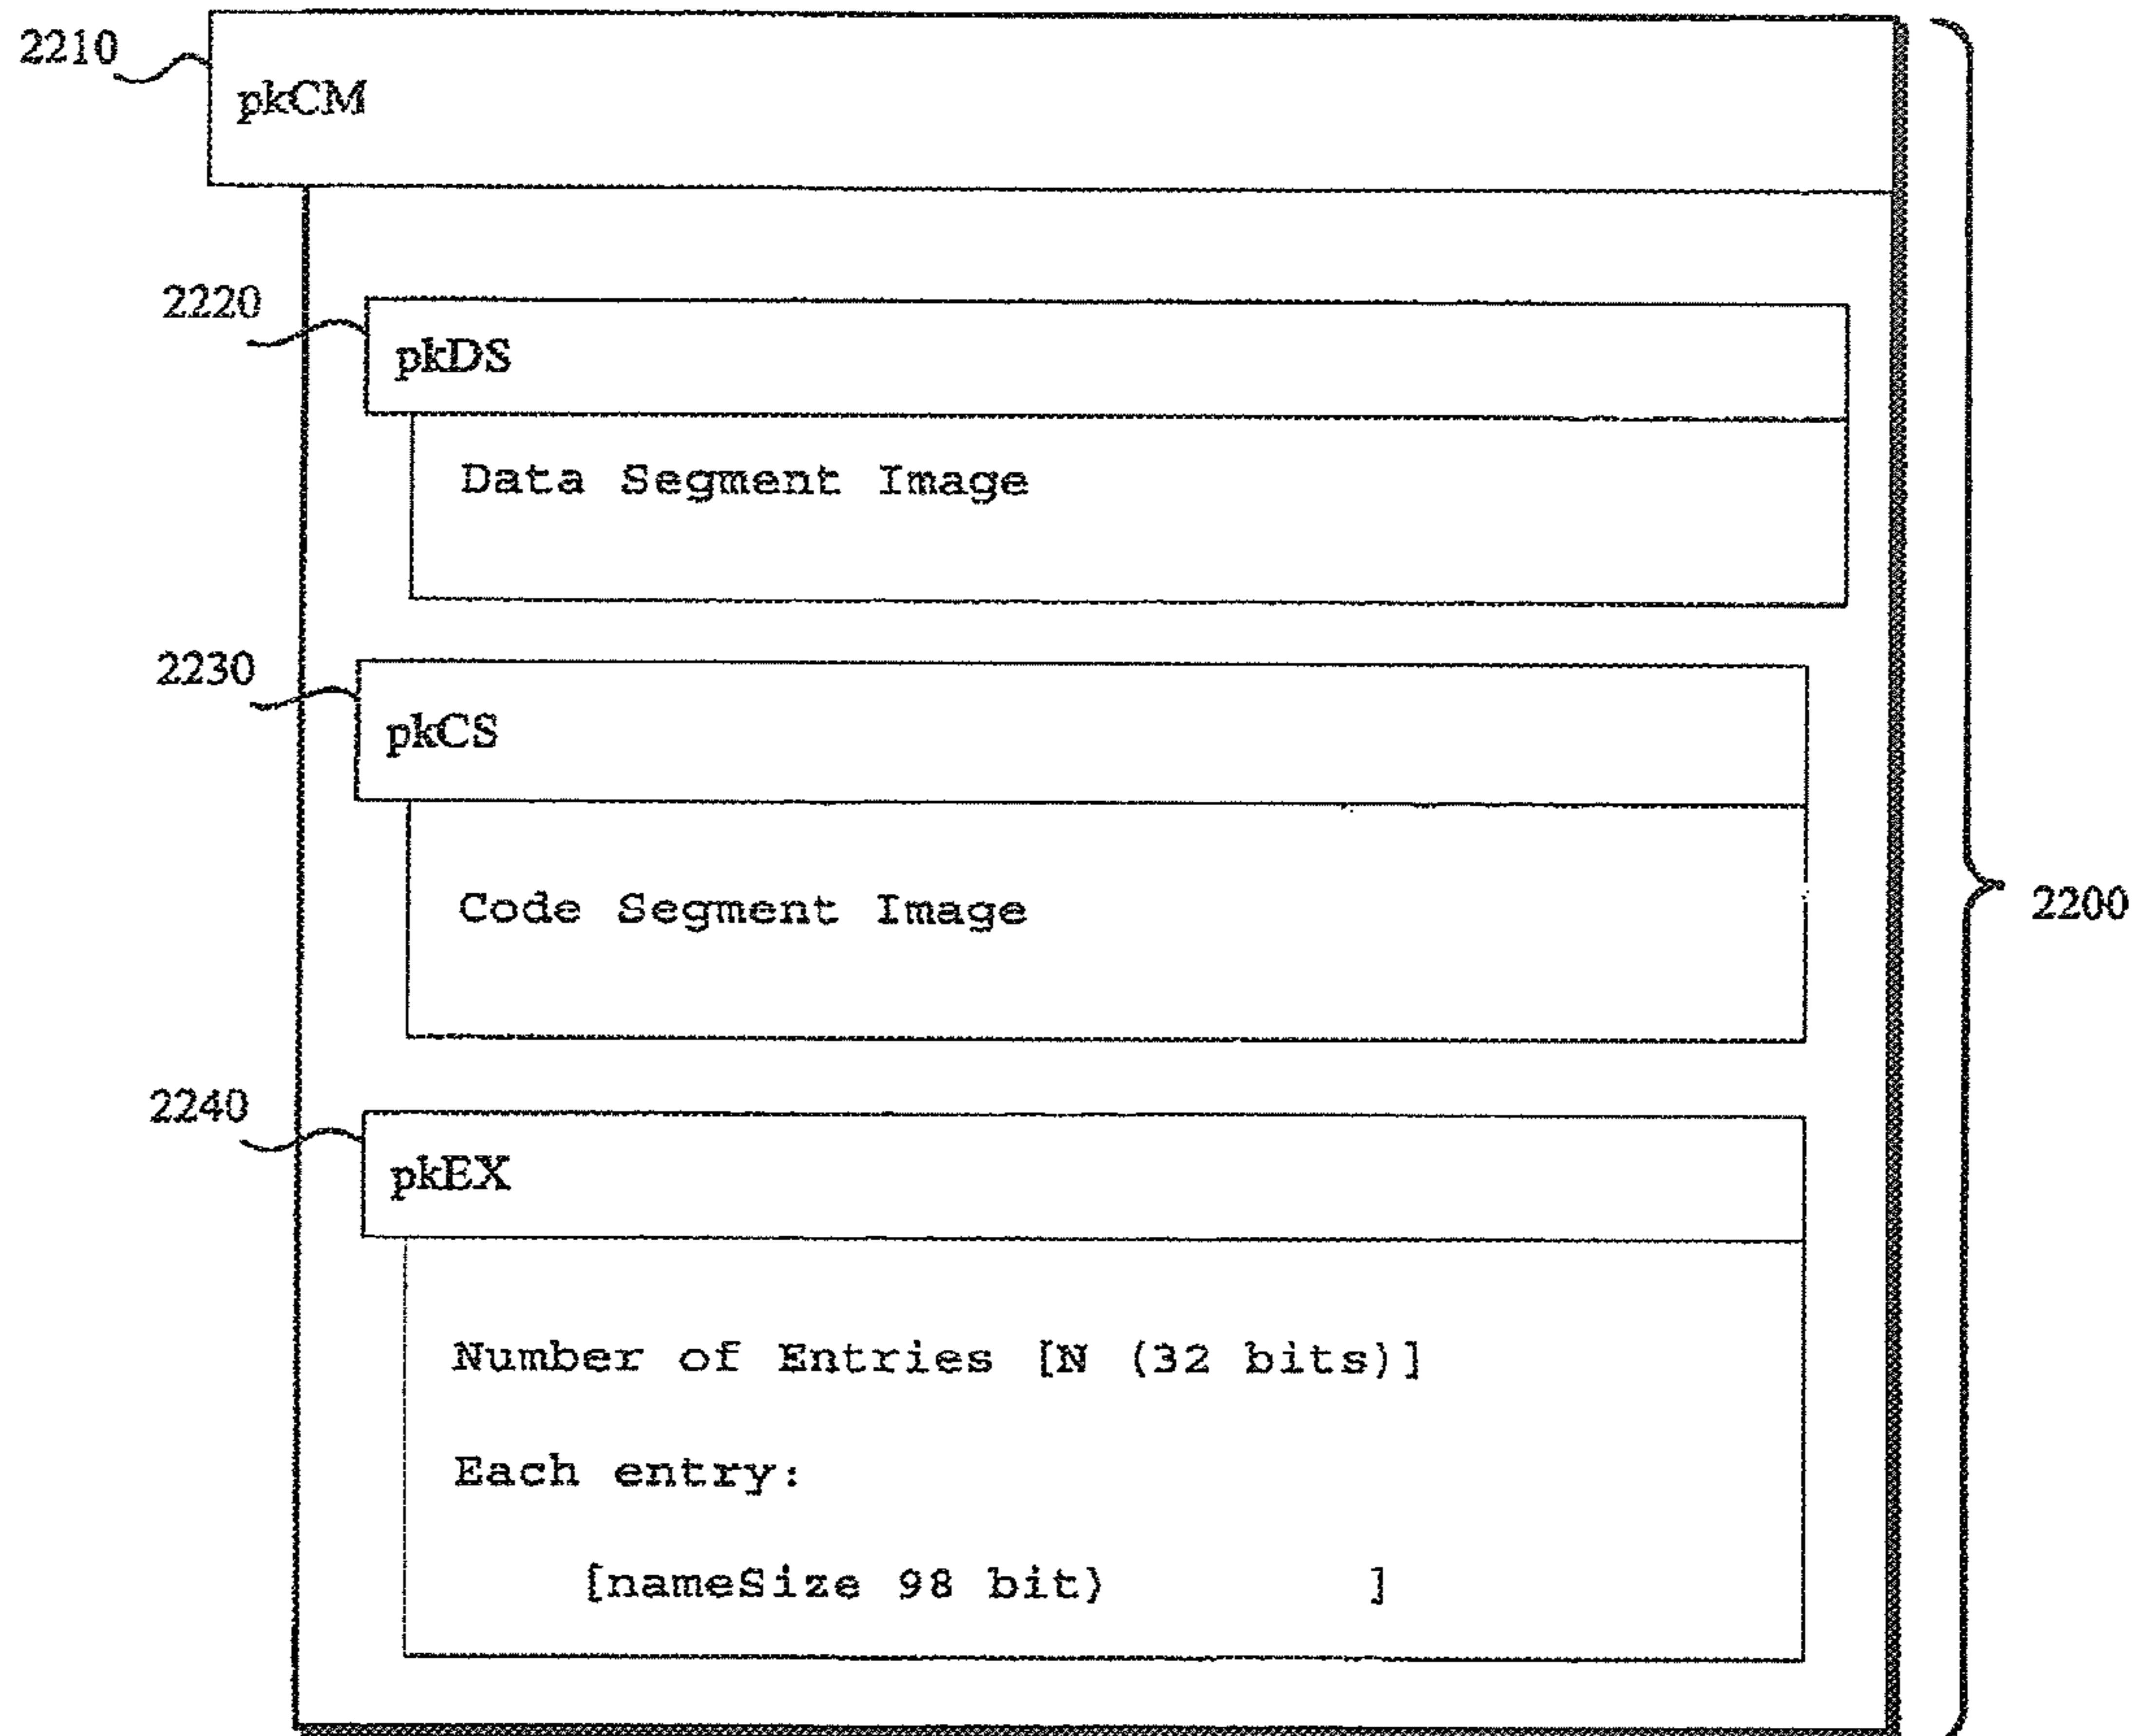 2210
pkCM
2220
pkDS
Data Segment Image
2230
pkCS
Code Segment Image
2200
2240
pkEX
Number of Entries [N (32 bits)]
Each entry:
[nameSize 98 bit) ]